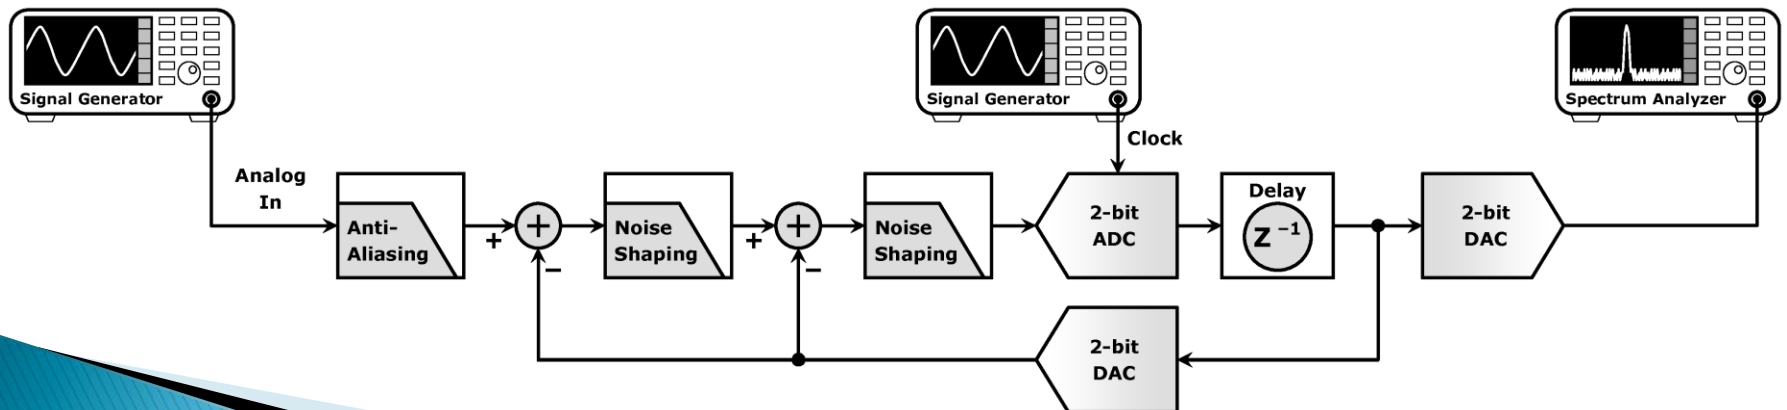 Signal Generator
Signal Generator
Spectrum Analyzer
Clock
Analog
In
Anti-
Aliasing
+
+
−
Noise
Shaping
+
+
−
Noise
Shaping
2-bit
ADC
Delay
z⁻¹
2-bit
DAC
2-bit
DAC